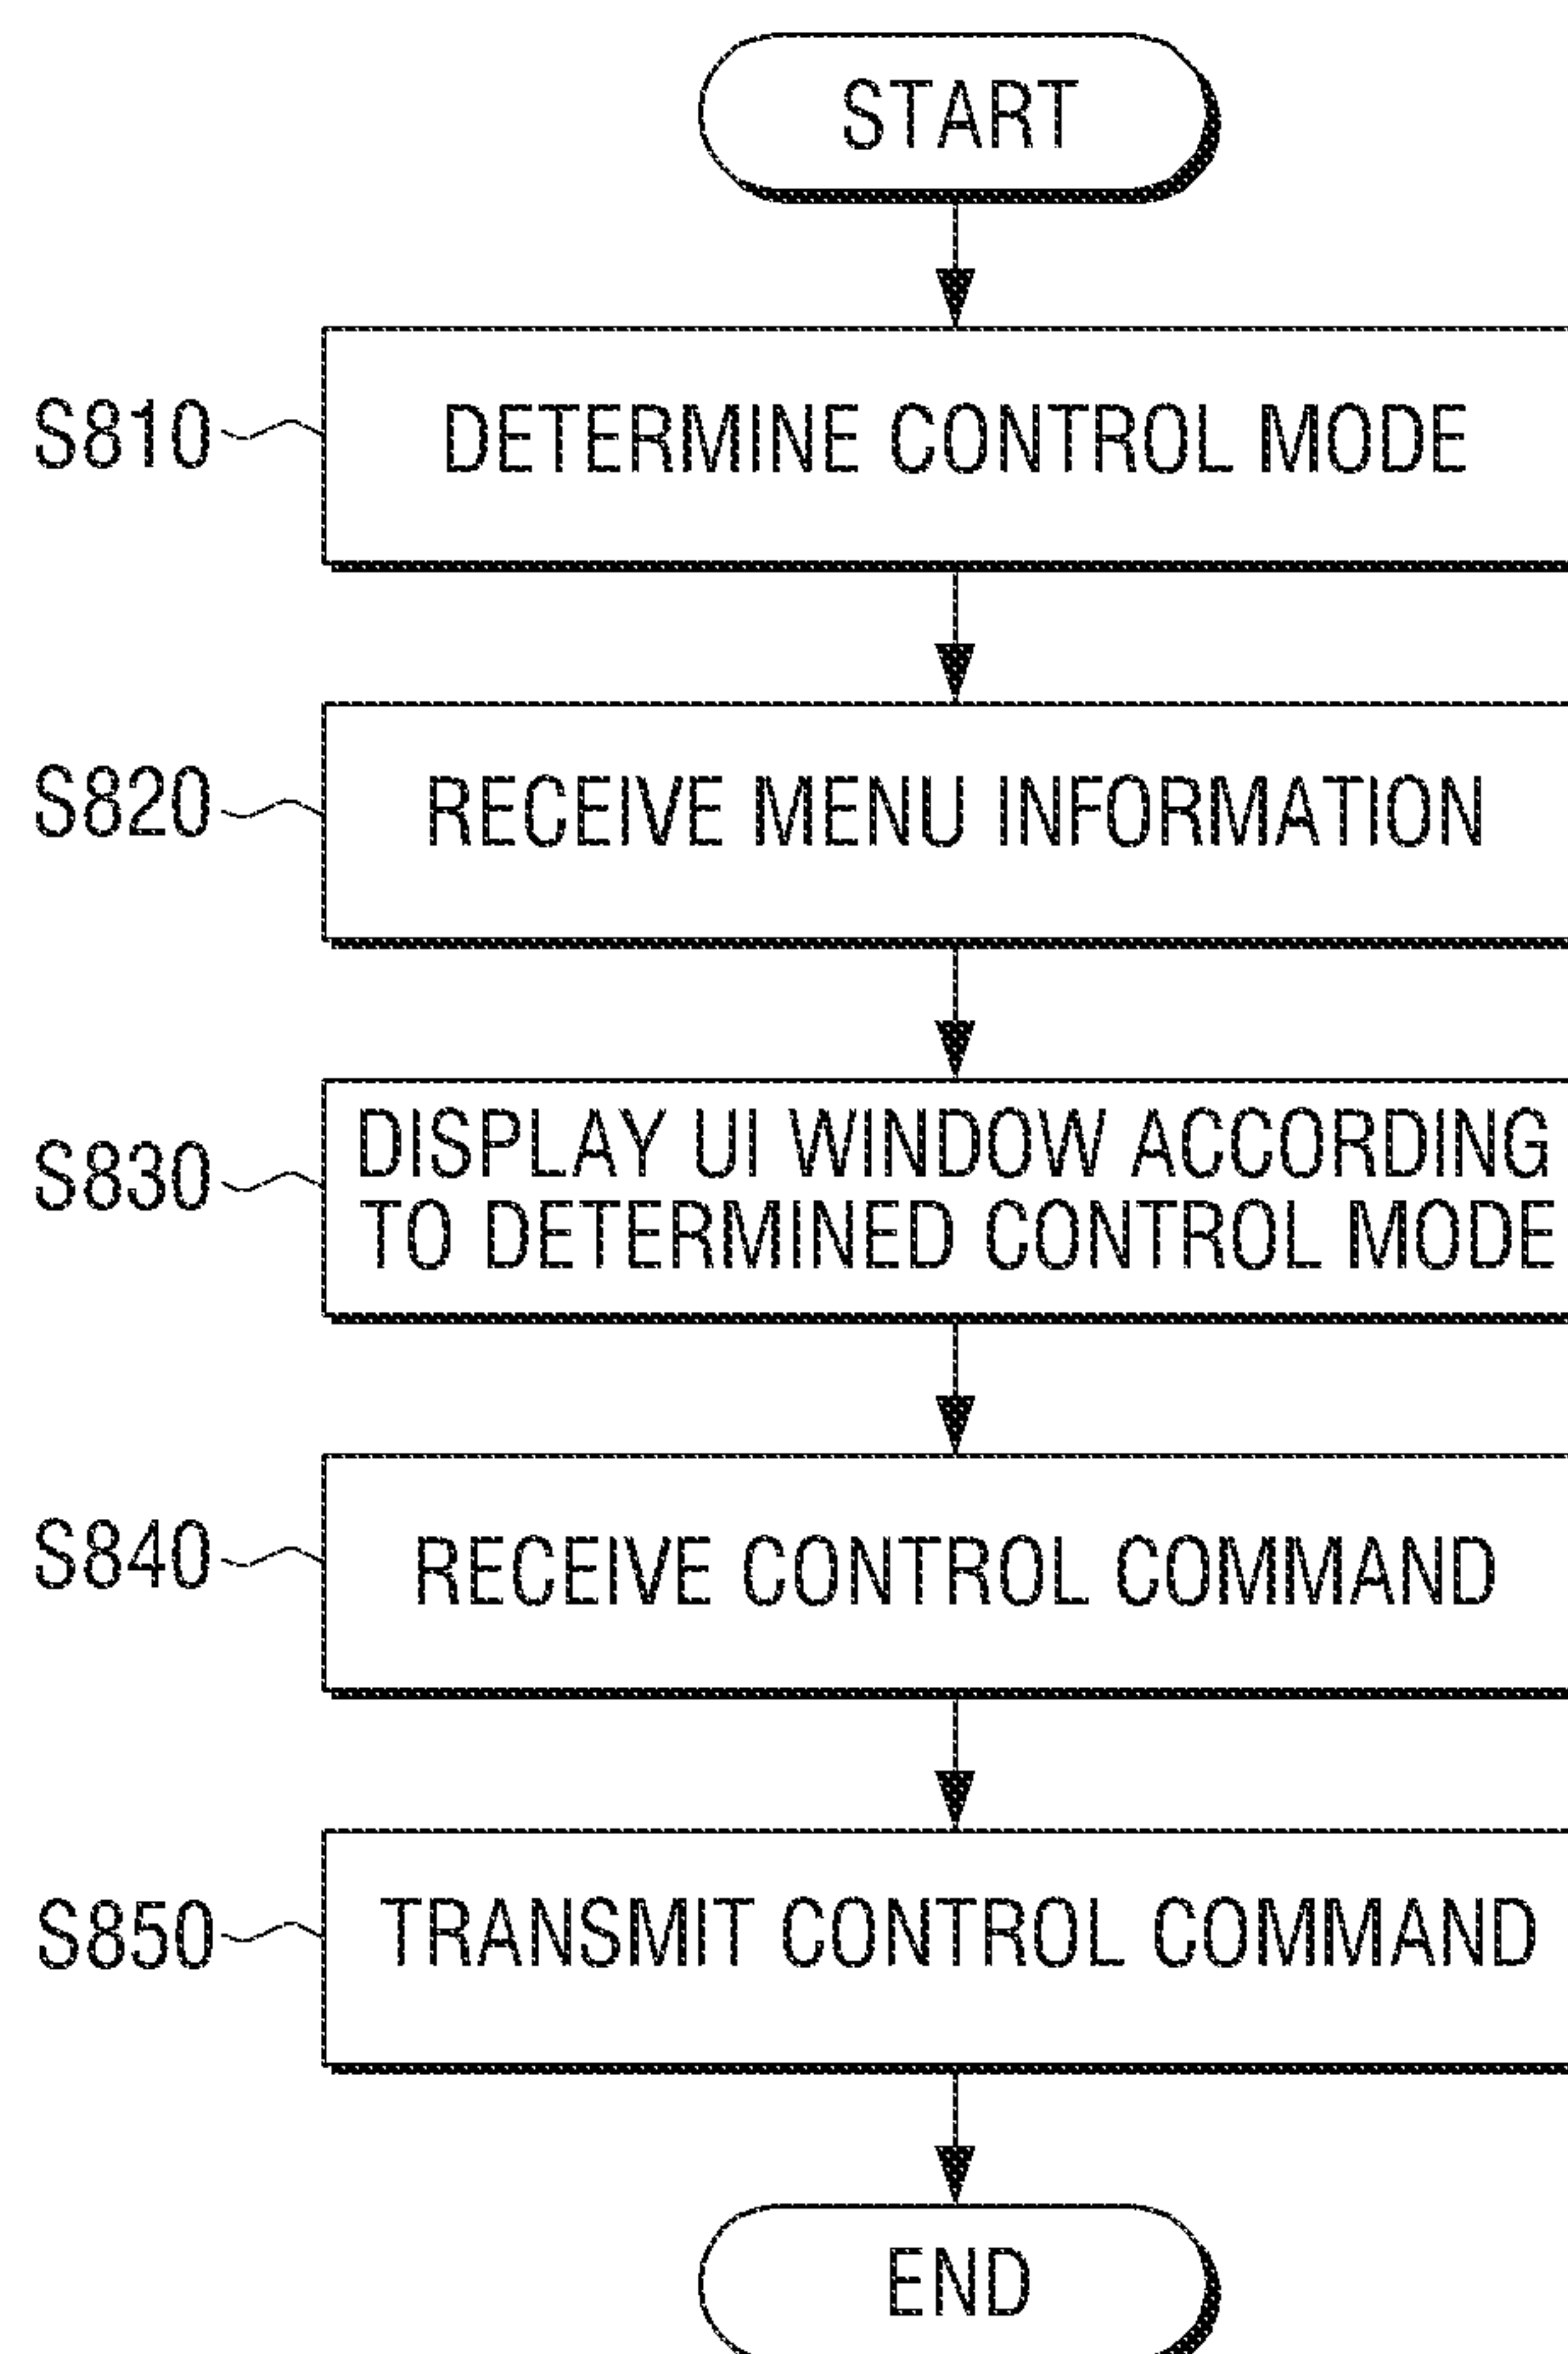 START
S810
DETERMINE CONTROL MODE
S820
RECEIVE MENU INFORMATION
S830
DISPLAY UI WINDOW ACCORDING
TO DETERMINED CONTROL MODE
S840
RECEIVE CONTROL COMMAND
S850
TRANSMIT CONTROL COMMAND
END